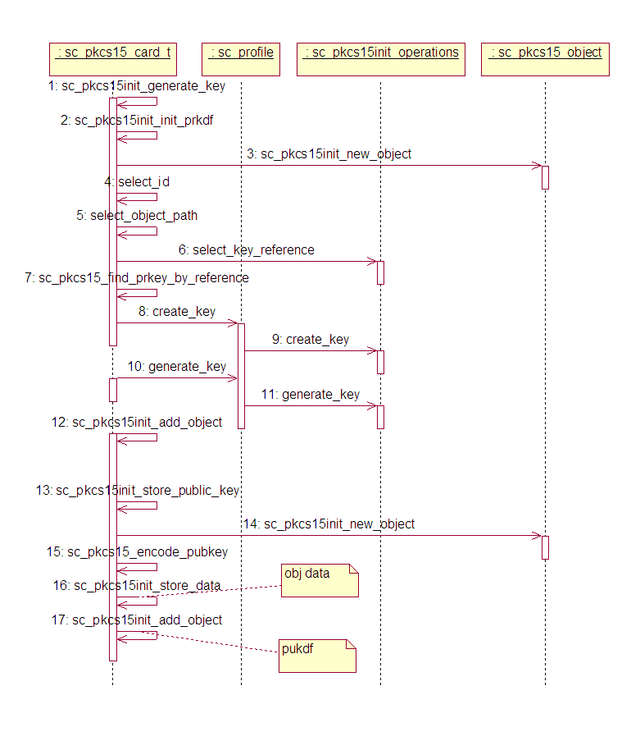 : sc_pkcs15_card_t
: sc_profile
: sc_pkcs15init_operations
: sc_pkcs15_object
1: sc_pkcs15init_generate_key
2: sc_pkcs15init_init_prkdf
3: sc_pkcs15init_new_object
4: select_id
5: select_object_path
6: select_key_reference
7: sc_pkcs15_find_prkey_by_reference
8: create_key
9: create_key
10: generate_key
11: generate_key
12: sc_pkcs15init_add_object
13: sc_pkcs15init_store_public_key
14: sc_pkcs15init_new_object
15: sc_pkcs15_encode_pubkey
obj data
16: sc_pkcs15init_store_data
17: sc_pkcs15init_add_object
pukdf